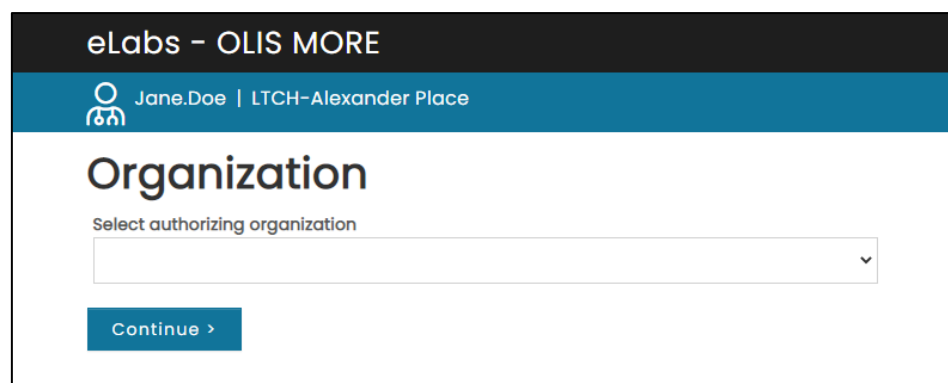 eLabs - OLIS MORE
Jane.Doe | LTCH-Alexander Place
Organization
Select authorizing organization
Continue >